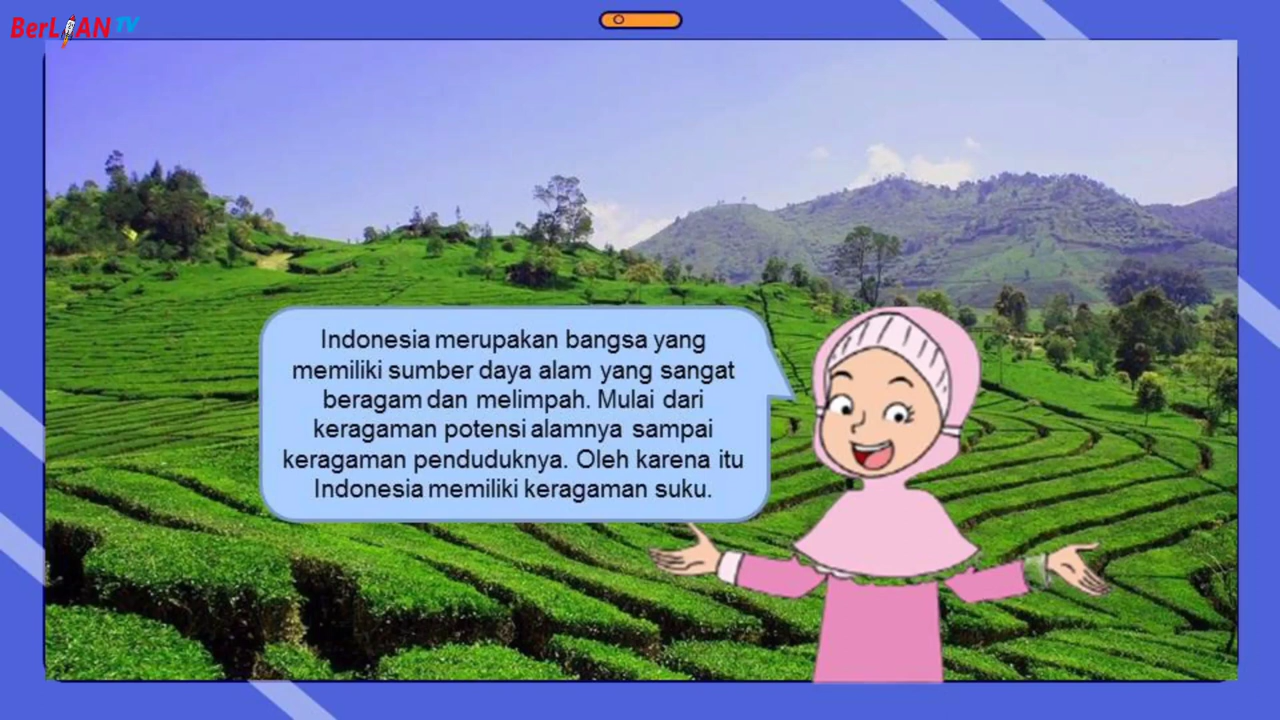 BerLIAN TV
Indonesia merupakan bangsa yang
memiliki sumber daya alam yang sangat
beragam dan melimpah. Mulai dari
keragaman potensi alamnya sampai
keragaman penduduknya. Oleh karena itu
Indonesia memiliki keragaman suku.